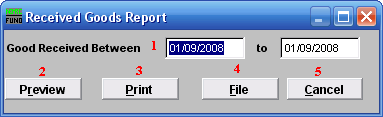 FUND
Received Goods Report
Good Received Between 1 01/09/2008 to 01/09/2008
2 3 4 5
Preview Print File Cancel